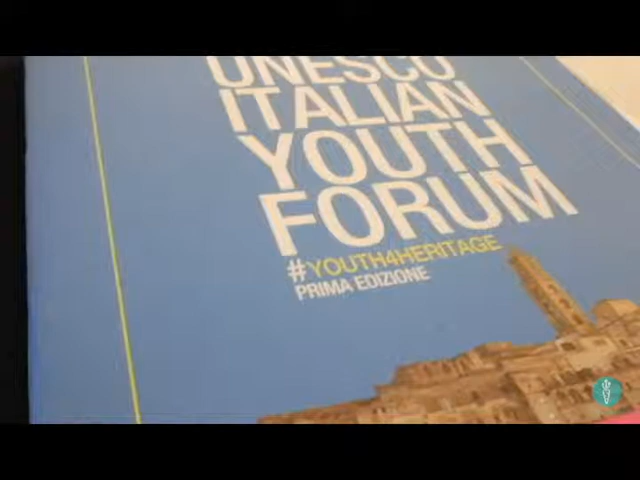 UNESCO
ITALIAN
YOUTH
FORUM
#YOUTH4HERITAGE
PRIMA EDIZIONE